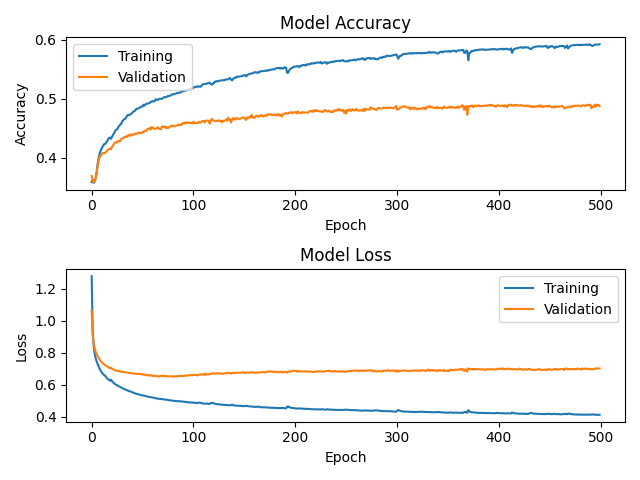 Model Accuracy
0.6
0.5
0.4
Accuracy
Training
Validation
0 100 200 300 400 500
Epoch
Model Loss
1.2
1.0
0.8
0.6
0.4
Loss
Training
Validation
0 100 200 300 400 500
Epoch